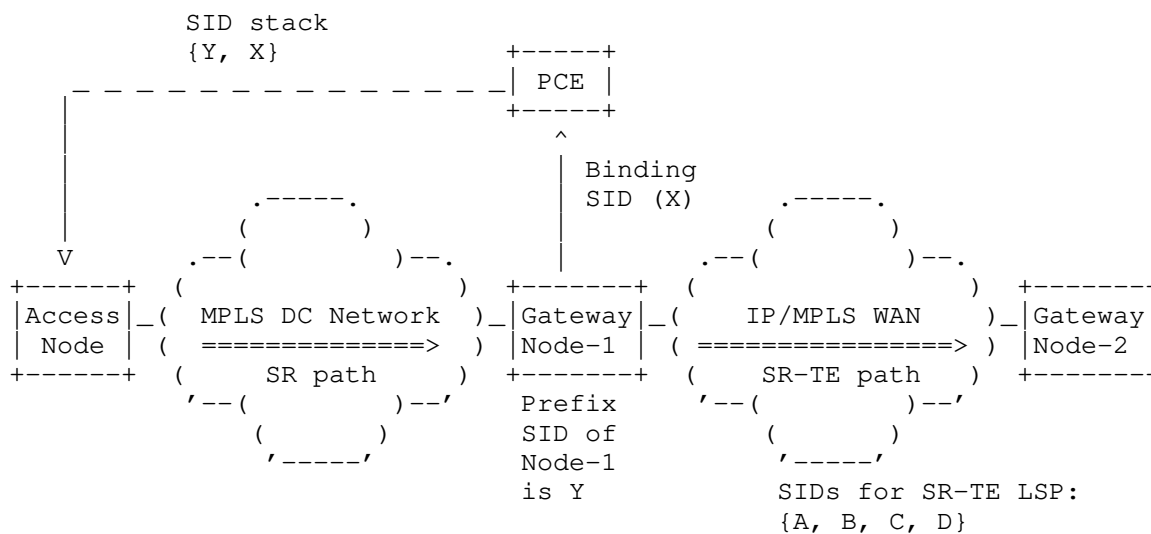 SID stack
{Y, X}
PCE
Binding
SID (X)
Access
Node
MPLS DC Network
SR path
Gateway
Node-1
IP/MPLS WAN
SR-TE path
Gateway
Node-2
Prefix
SID of
Node-1
is Y
SIDs for SR-TE LSP:
{A, B, C, D}